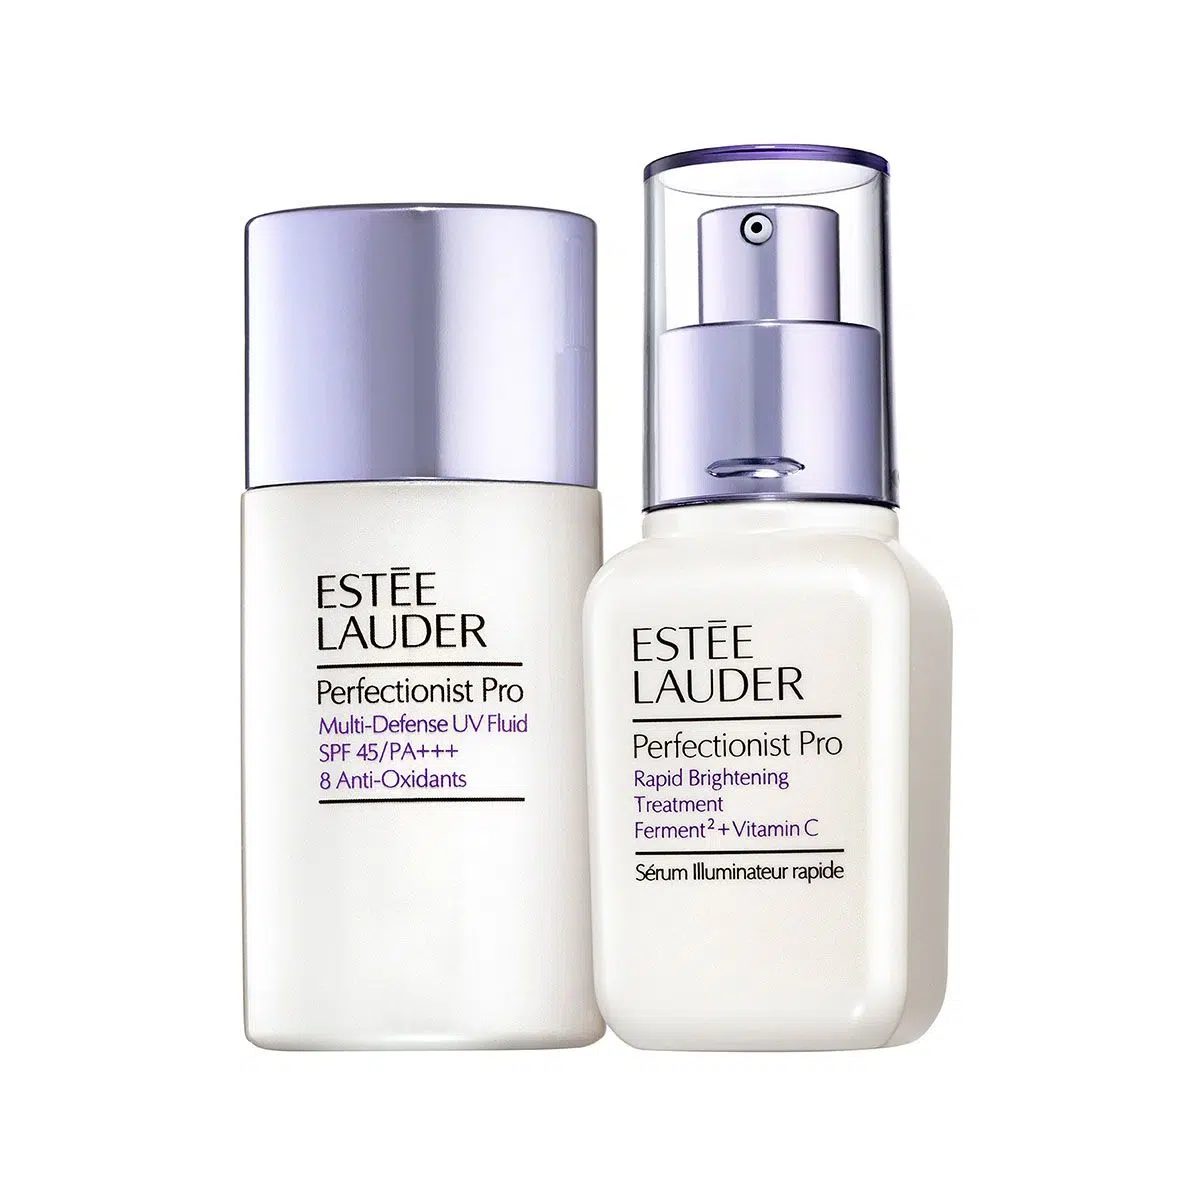 ESTĒE
LAUDER
Perfectionist Pro
Multi-Defense UV Fluid
SPF 45/PA+++
8 Anti-Oxidants
ESTĒE
LAUDER
Perfectionist Pro
Rapid Brightening
Treatment
Ferment²+Vitamin C
Sérum Illuminateur rapide